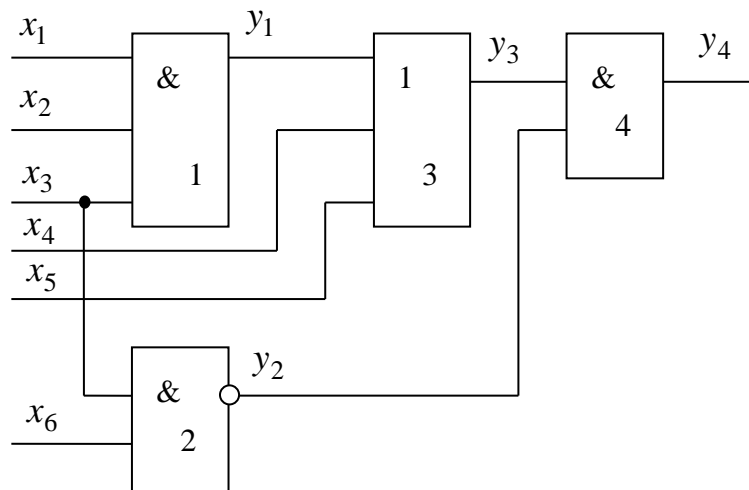 x₁ y₁
& 1 y₃ & y₄
x₂ 4
x₃ 1 3
x₄
x₅
y₂
&
x₆ 2